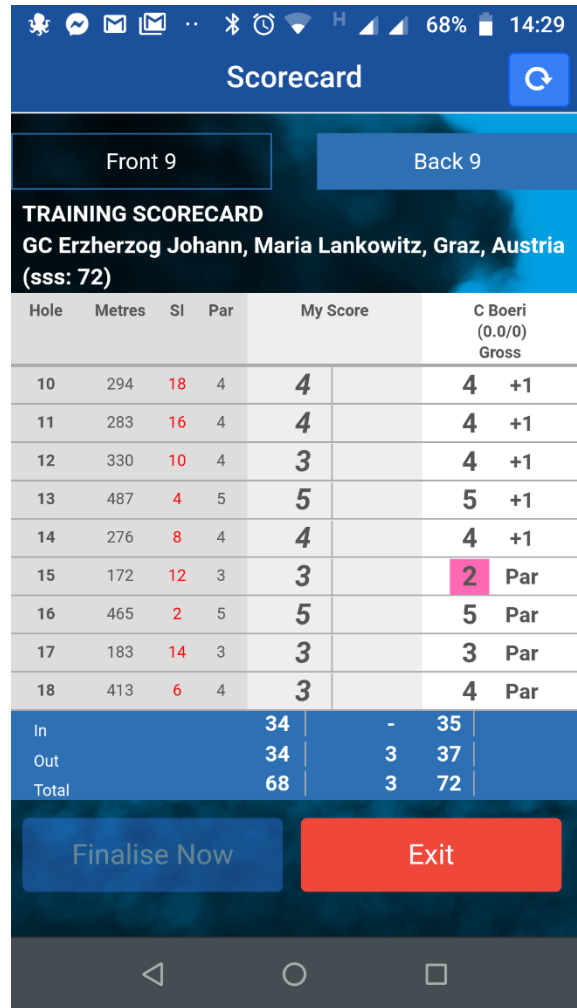 H 68% 14:29
Scorecard
Front 9 Back 9
TRAINING SCORECARD
GC Erzherzog Johann, Maria Lankowitz, Graz, Austria
(sss: 72)
Hole Metres SI Par My Score C Boeri
(0.0/0)
Gross
10 294 18 4 4 4 +1
11 283 16 4 4 4 +1
12 330 10 4 3 4 +1
13 487 4 5 5 5 +1
14 276 8 4 4 4 +1
15 172 12 3 3 2 Par
16 465 2 5 5 5 Par
17 183 14 3 3 3 Par
18 413 6 4 3 4 Par
In 34 - 35
Out 34 3 37
Total 68 3 72
Finalise Now Exit